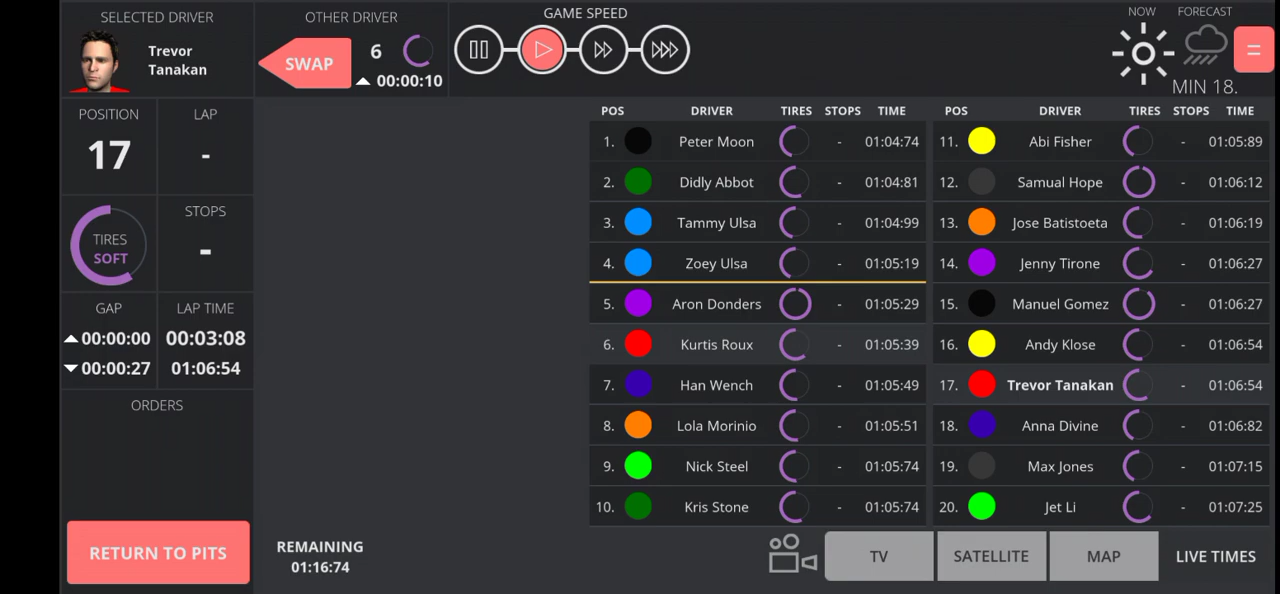 SELECTED DRIVER
Trevor
Tanakan
OTHER DRIVER
SWAP
6
00:00:10
GAME SPEED
NOW
FORECAST
MIN 18.
POSITION
17
LAP
-
TIRES
SOFT
STOPS
-
GAP
00:00:00
00:00:27
LAP TIME
00:03:08
01:06:54
ORDERS
RETURN TO PITS
REMAINING
01:16:74
POS DRIVER TIRES STOPS TIME
1. Peter Moon - 01:04:74
2. Didly Abbot - 01:04:81
3. Tammy Ulsa - 01:04:99
4. Zoey Ulsa - 01:05:19
5. Aron Donders - 01:05:29
6. Kurtis Roux - 01:05:39
7. Han Wench - 01:05:49
8. Lola Morinio - 01:05:51
9. Nick Steel - 01:05:74
10. Kris Stone - 01:05:74
POS DRIVER TIRES STOPS TIME
11. Abi Fisher - 01:05:89
12. Samual Hope - 01:06:12
13. Jose Batistoeta - 01:06:19
14. Jenny Tirone - 01:06:27
15. Manuel Gomez - 01:06:27
16. Andy Klose - 01:06:54
17. Trevor Tanakan - 01:06:54
18. Anna Divine - 01:06:82
19. Max Jones - 01:07:15
20. Jet Li - 01:07:25
TV
SATELLITE
MAP
LIVE TIMES